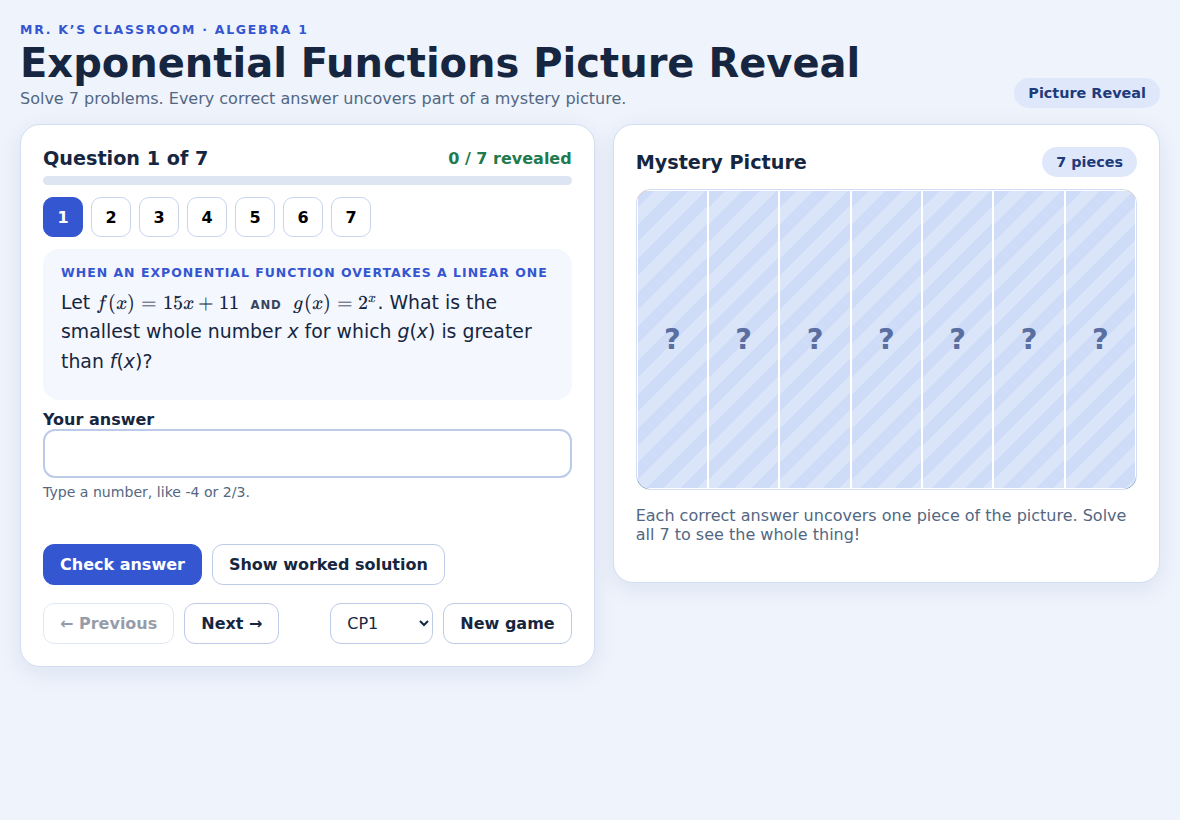 MR. K’S CLASSROOM · ALGEBRA 1
Exponential Functions Picture Reveal
Solve 7 problems. Every correct answer uncovers part of a mystery picture.
Picture Reveal
Question 1 of 7
0 / 7 revealed
1 2 3 4 5 6 7
WHEN AN EXPONENTIAL FUNCTION OVERTAKES A LINEAR ONE
Let f(x) = 15x + 11 AND g(x) = 2^x. What is the
smallest whole number x for which g(x) is greater
than f(x)?
Your answer
Type a number, like -4 or 2/3.
Check answer
Show worked solution
← Previous
Next →
CP1
New game
Mystery Picture
7 pieces
? ? ? ? ? ? ?
Each correct answer uncovers one piece of the picture. Solve
all 7 to see the whole thing!